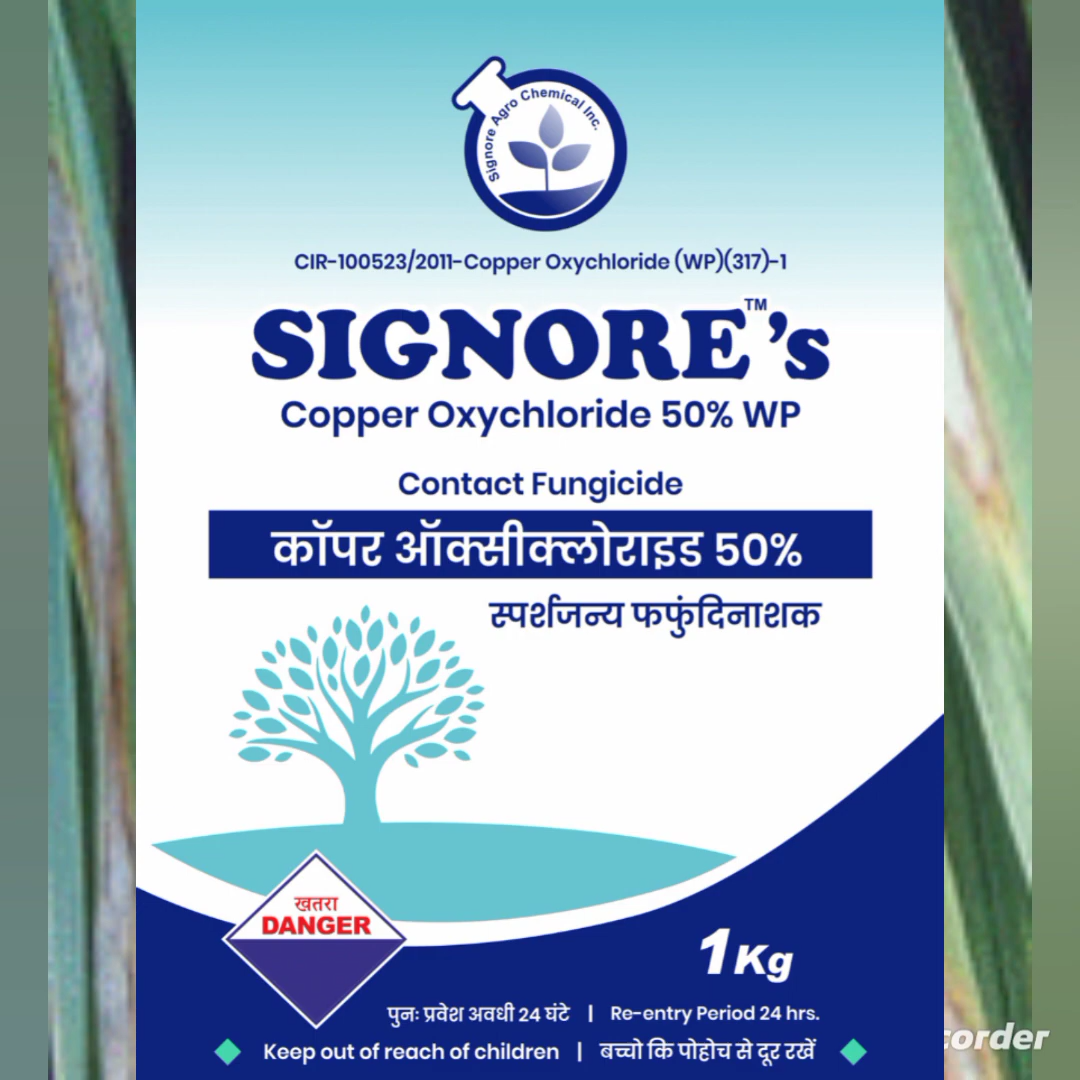 Signore Agro Chemical Inc.
CIR-100523/2011-Copper Oxychloride (WP)(317)-1
SIGNORE™'s
Copper Oxychloride 50% WP
Contact Fungicide
कॉपर ऑक्सीक्लोराइड 50%
स्पर्शजन्य फफुंदिनाशक
खतरा
DANGER
1 Kg
पुनः प्रवेश अवधी 24 घंटे | Re-entry Period 24 hrs.
Keep out of reach of children | बच्चो कि पोहोच से दूर रखें
corder